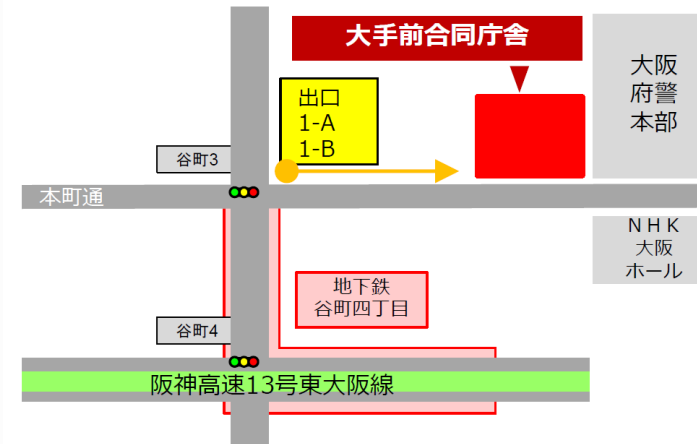 大手前合同庁舎
大阪
府警
本部
出口
1-A
1-B
谷町3
本町通
ＮＨＫ
大阪
ホール
地下鉄
谷町四丁目
谷町4
阪神高速13号東大阪線